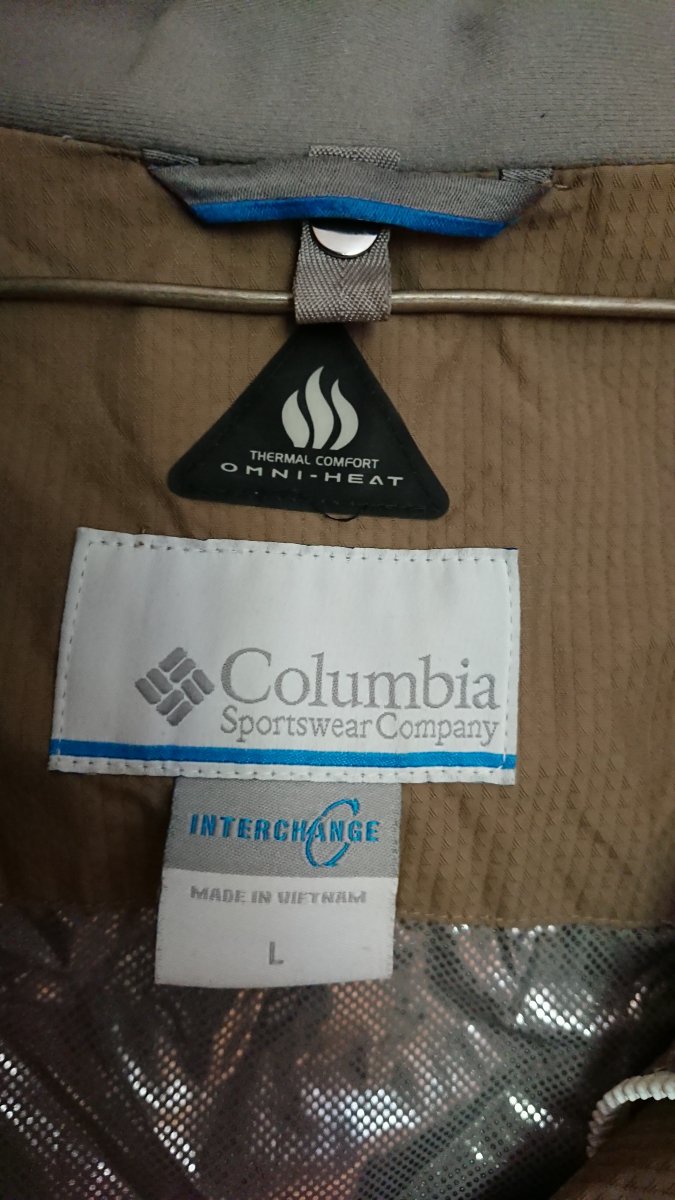 THERMAL COMFORT
OMNI-HEAT
Columbia
Sportswear Company
INTERCHANGE
MADE IN VIETNAM
L